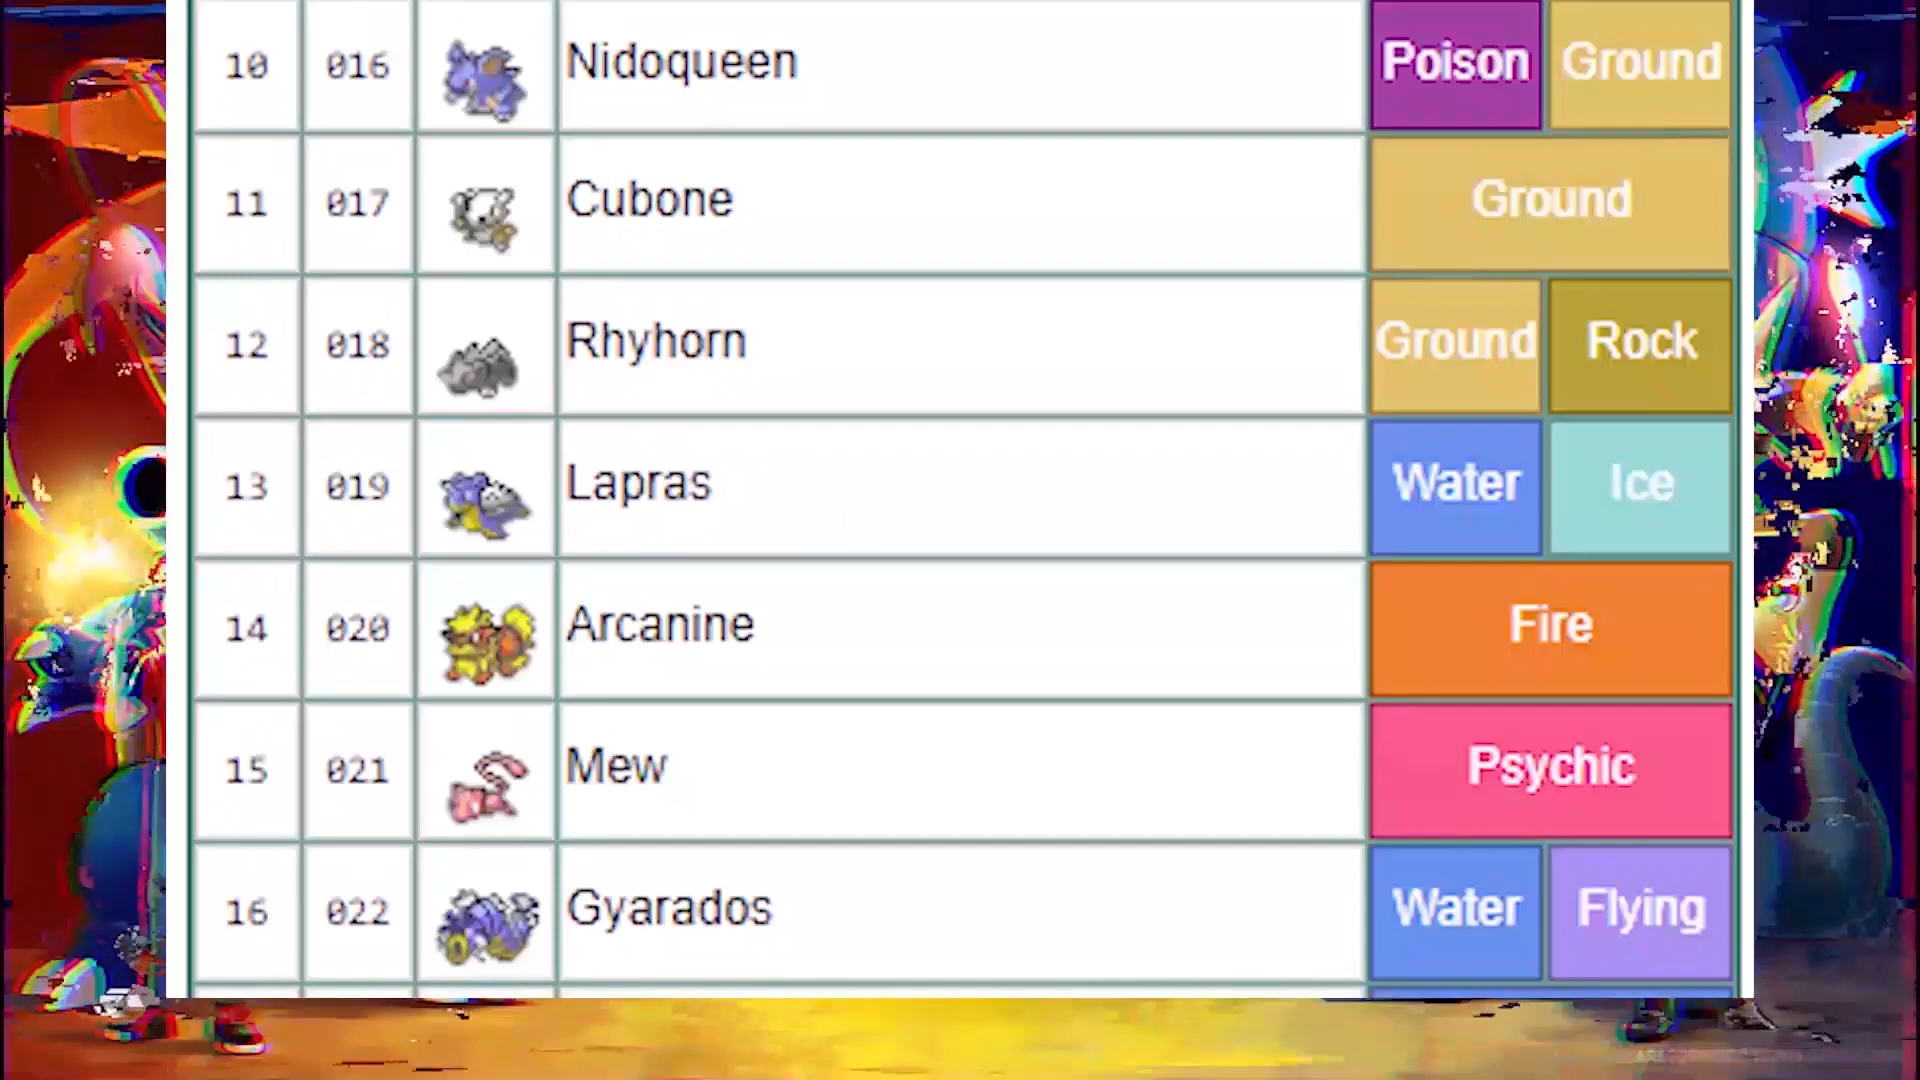 10 016 Nidoqueen Poison Ground
11 017 Cubone Ground
12 018 Rhyhorn Ground Rock
13 019 Lapras Water Ice
14 020 Arcanine Fire
15 021 Mew Psychic
16 022 Gyarados Water Flying